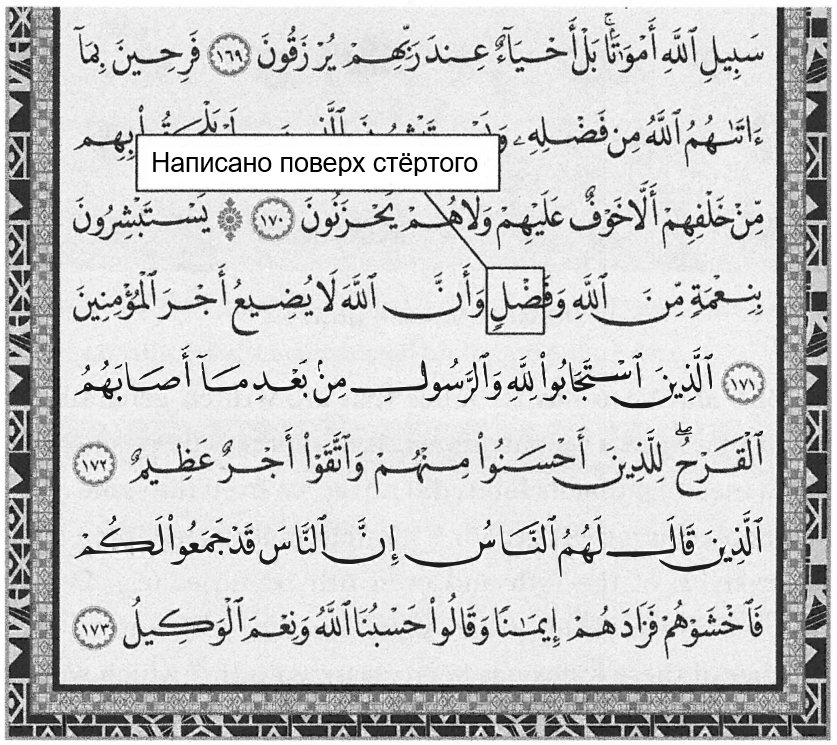 سَبِيلِ ٱللَّهِ أَمْوَٰتًۢا ۚ بَلْ أَحْيَآءٌ عِندَ رَبِّهِمْ يُرْزَقُونَ ١٦٩ فَرِحِينَ بِمَآ
ءَاتَىٰهُمُ ٱللَّهُ مِن فَضْلِهِۦ بِهِم
Написано поверх стёртого
مِّنْ خَلْفِهِمْ أَلَّا خَوْفٌ عَلَيْهِمْ وَلَا هُمْ يَحْزَنُونَ ١٧٠ ۞ يَسْتَبْشِرُونَ
بِنِعْمَةٍ مِّنَ ٱللَّهِ وَفَضْلٍ وَأَنَّ ٱللَّهَ لَا يُضِيعُ أَجْرَ ٱلْمُؤْمِنِينَ
١٧١ ٱلَّذِينَ ٱسْتَجَابُوا۟ لِلَّهِ وَٱلرَّسُولِ مِنۢ بَعْدِ مَآ أَصَابَهُمُ
ٱلْقَرْحُ ۚ لِلَّذِينَ أَحْسَنُوا۟ مِنْهُمْ وَٱتَّقَوْا۟ أَجْرٌ عَظِيمٌ ١٧٢
ٱلَّذِينَ قَالَ لَهُمُ ٱلنَّاسُ إِنَّ ٱلنَّاسَ قَدْ جَمَعُوا۟ لَكُمْ
فَٱخْشَوْهُمْ فَزَادَهُمْ إِيمَٰنًا وَقَالُوا۟ حَسْبُنَا ٱللَّهُ وَنِعْمَ ٱلْوَكِيلُ ١٧٣